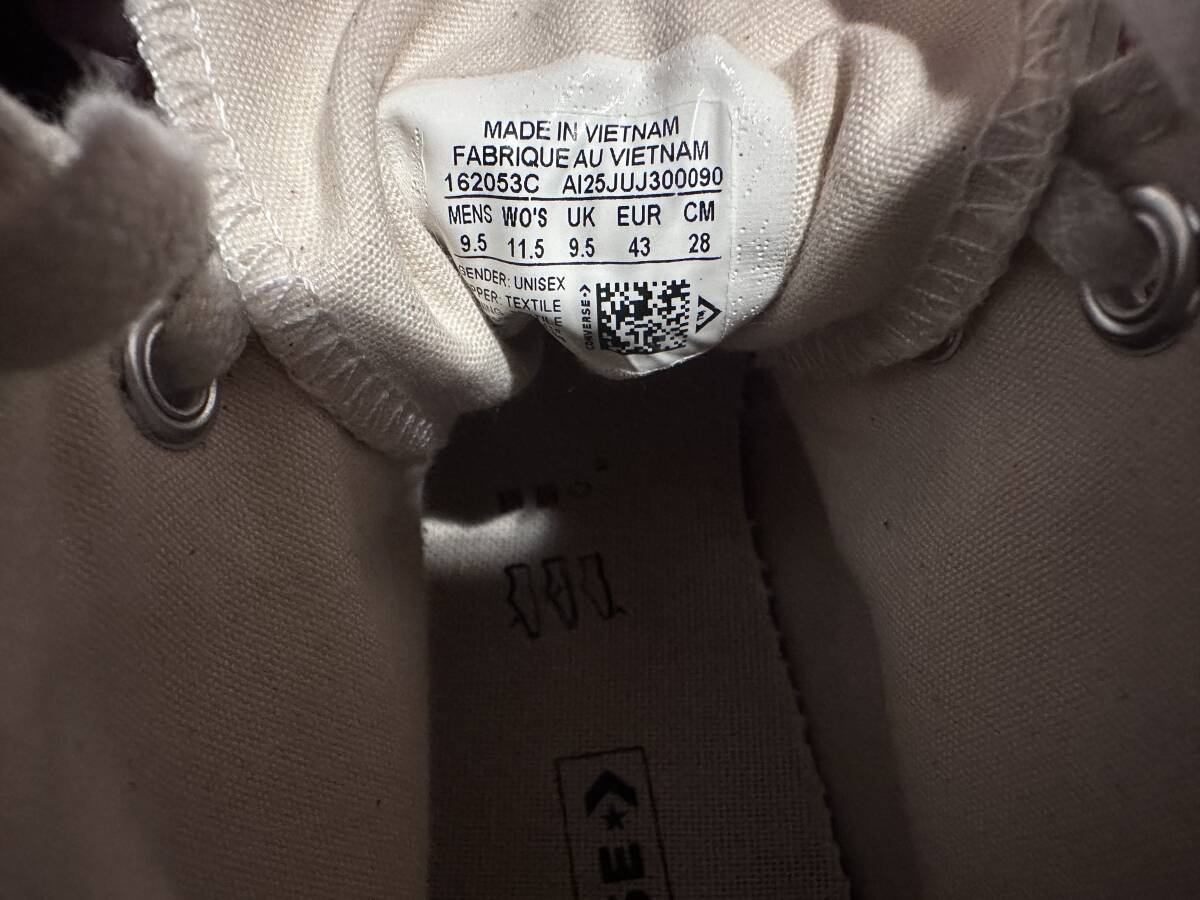 MADE IN VIETNAM
FABRIQUE AU VIETNAM
162053C AI25JUJ300090
MENS WO'S UK EUR CM
9.5 11.5 9.5 43 28
GENDER: UNISEX
UPPER: TEXTILE
CONVERSE